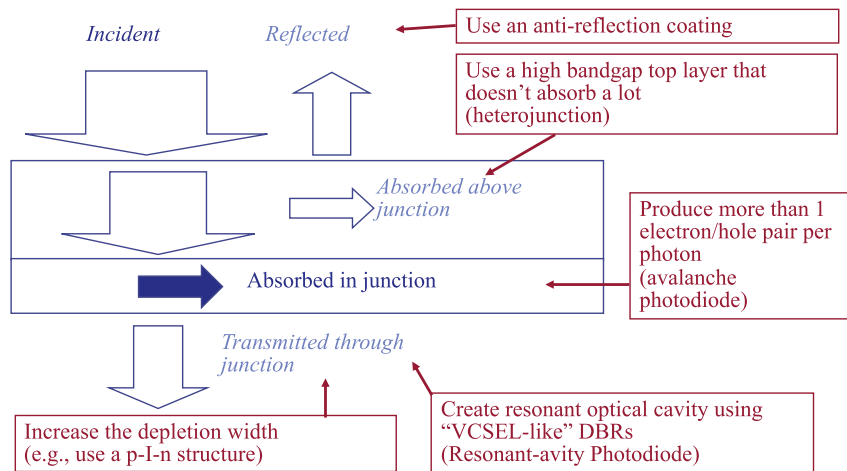 Incident
Reflected
Use an anti-reflection coating
Use a high bandgap top layer that
doesn’t absorb a lot
(heterojunction)
Absorbed above
junction
Produce more than 1
electron/hole pair per
photon
(avalanche
photodiode)
Absorbed in junction
Transmitted through
junction
Increase the depletion width
(e.g., use a p-I-n structure)
Create resonant optical cavity using
“VCSEL-like” DBRs
(Resonant-avity Photodiode)